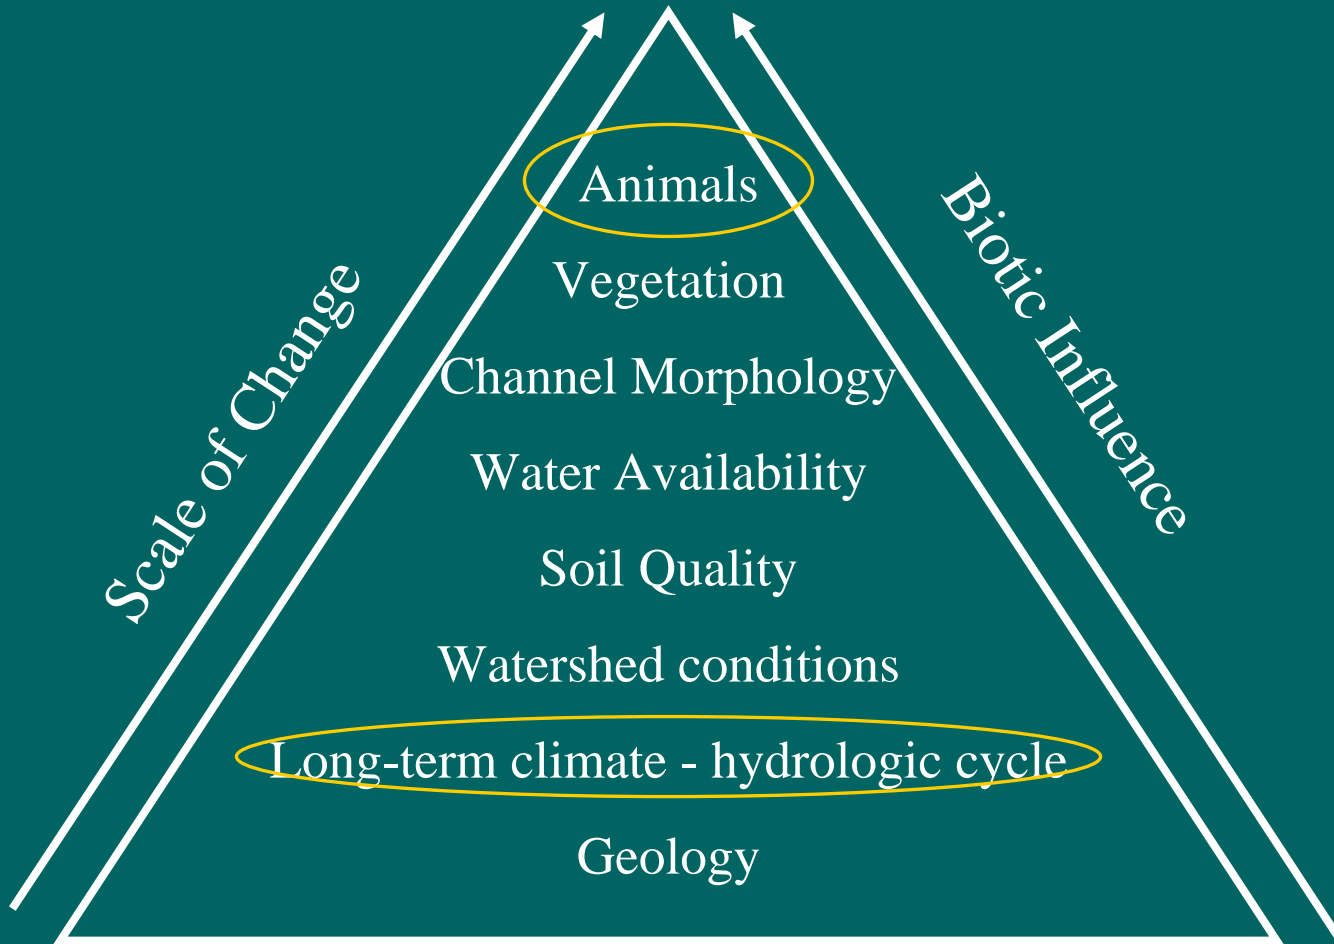 Animals
Vegetation
Channel Morphology
Water Availability
Soil Quality
Watershed conditions
Long-term climate - hydrologic cycle
Geology
Scale of Change
Biotic Influence